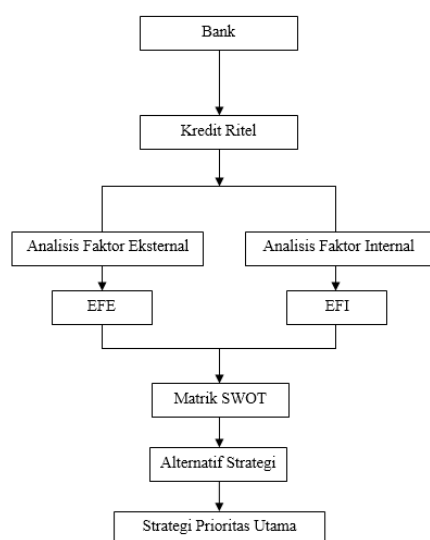 Bank
Kredit Ritel
Analisis Faktor Eksternal
Analisis Faktor Internal
EFE
EFI
Matrik SWOT
Alternatif Strategi
Strategi Prioritas Utama